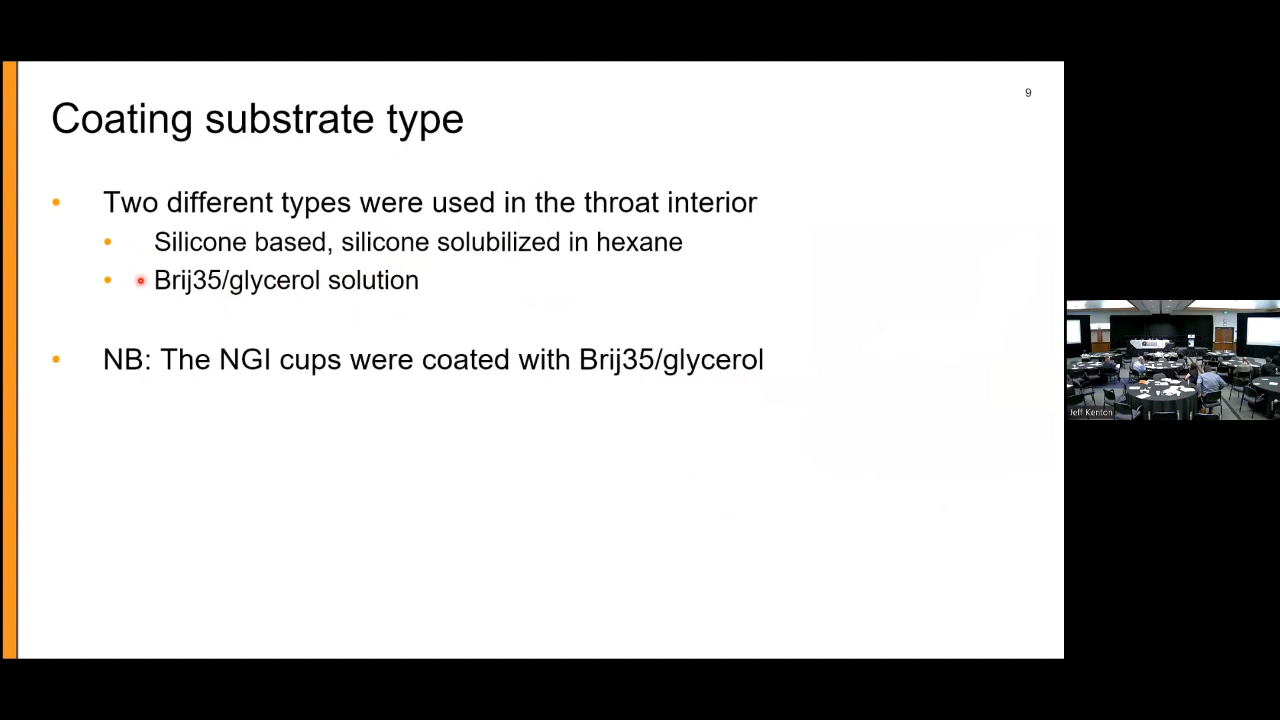 9
Coating substrate type
Two different types were used in the throat interior
Silicone based, silicone solubilized in hexane
Brij35/glycerol solution
NB: The NGI cups were coated with Brij35/glycerol
Jeff Kenton